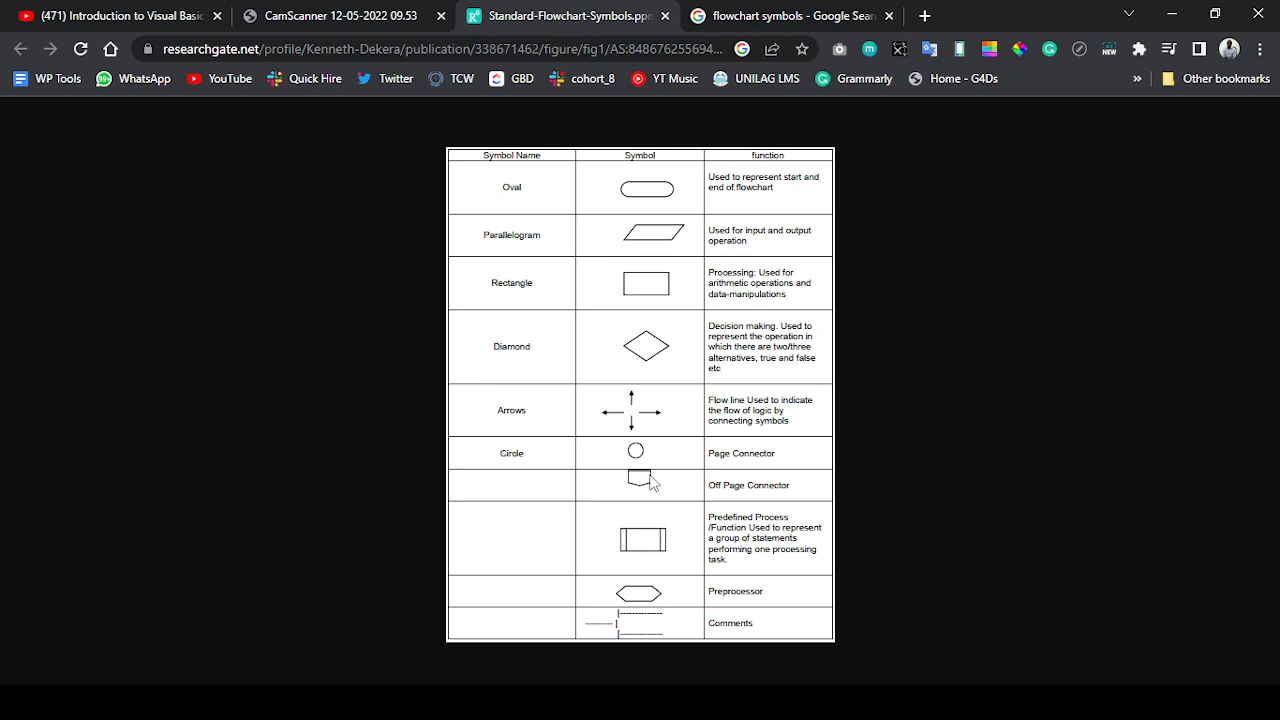 (471) Introduction to Visual Basic
CamScanner 12-05-2023 09.53
Standard-Flowchart-Symbols.ppm
flowchart symbols - Google Sear
researchgate.net/profile/Kenneth-Dekera/publication/338671462/figure/fig1/AS:848676255694...
NEW
WP Tools
99+
WhatsApp
YouTube
Quick Hire
Twitter
CW
GBD
cohort_8
YT Music
UNILAG LMS
Grammarly
Home - G4Ds
»
Other bookmarks
Symbol Name Symbol function
Oval
Used to represent start and
end of flowchart
Parallelogram
Used for input and output
operation
Rectangle
Processing: Used for
arithmetic operations and
data-manipulations
Diamond
Decision making. Used to
represent the operation in
which there are two/three
alternatives, true and false
etc
Arrows
Flow line Used to indicate
the flow of logic by
connecting symbols
Circle
Page Connector
Off Page Connector
Predefined Process
/Function Used to represent
a group of statements
performing one processing
task.
Preprocessor
Comments